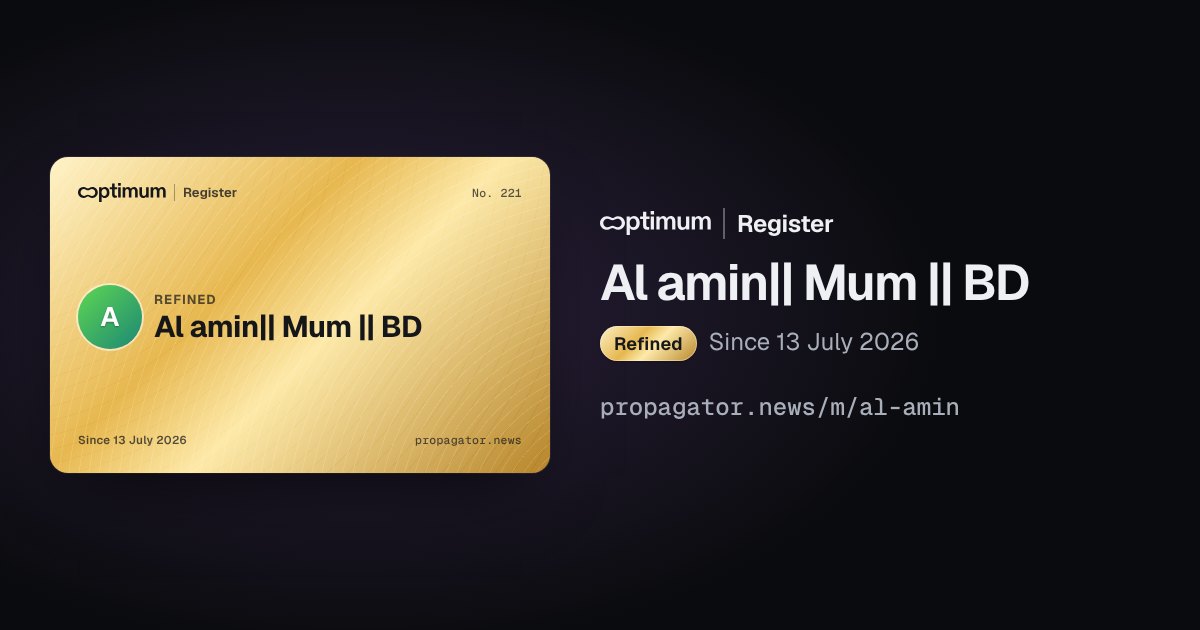 optimum | Register
No. 221
A
REFINED
Al amin|| Mum || BD
Since 13 July 2026
propagator.news
optimum | Register
Al amin|| Mum || BD
Refined
Since 13 July 2026
propagator.news/m/al-amin